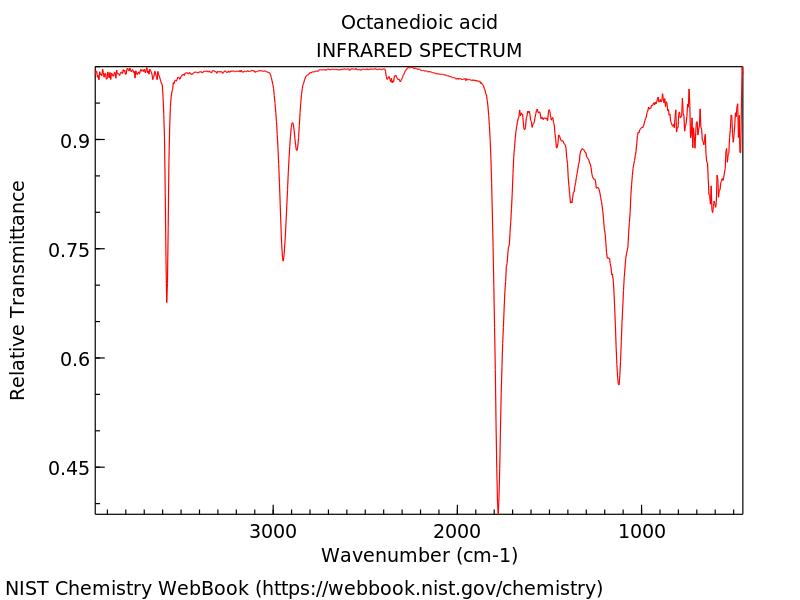 Octanedioic acid
INFRARED SPECTRUM
Relative Transmittance
0.9
0.75
0.6
0.45
3000
2000
1000
Wavenumber (cm-1)
NIST Chemistry WebBook (https://webbook.nist.gov/chemistry)